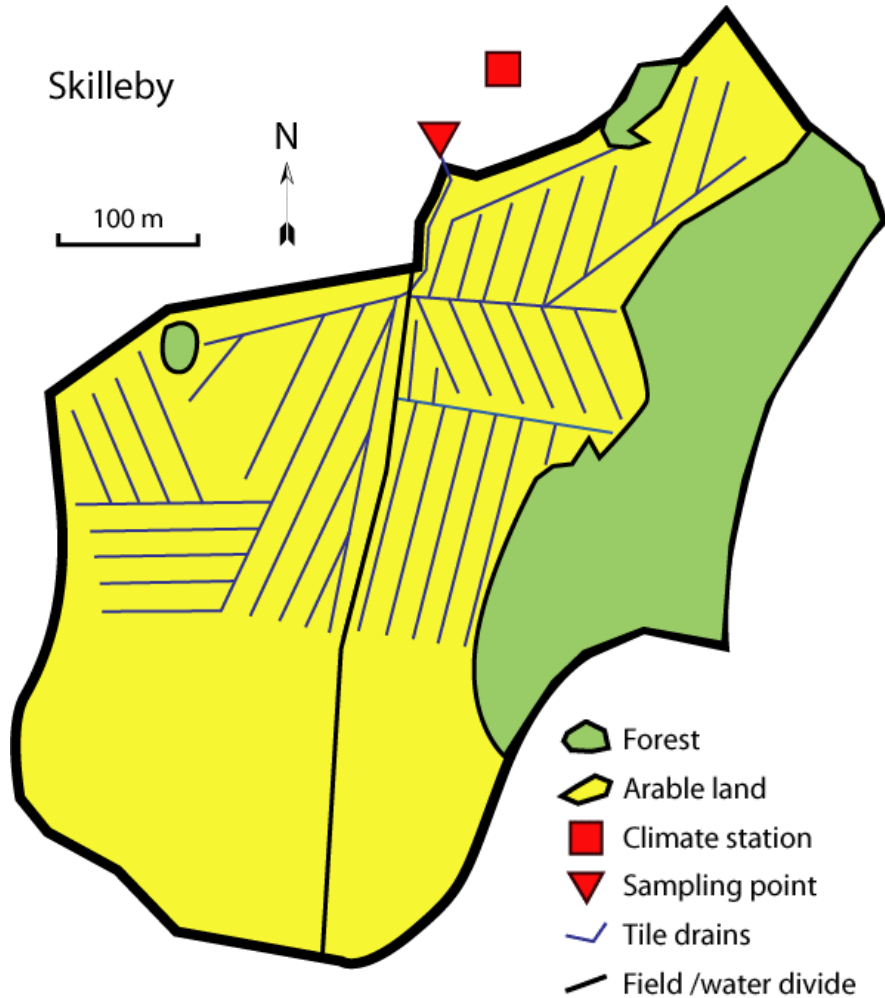 Skilleby
N
100 m
Forest
Arable land
Climate station
Sampling point
Tile drains
Field /water divide